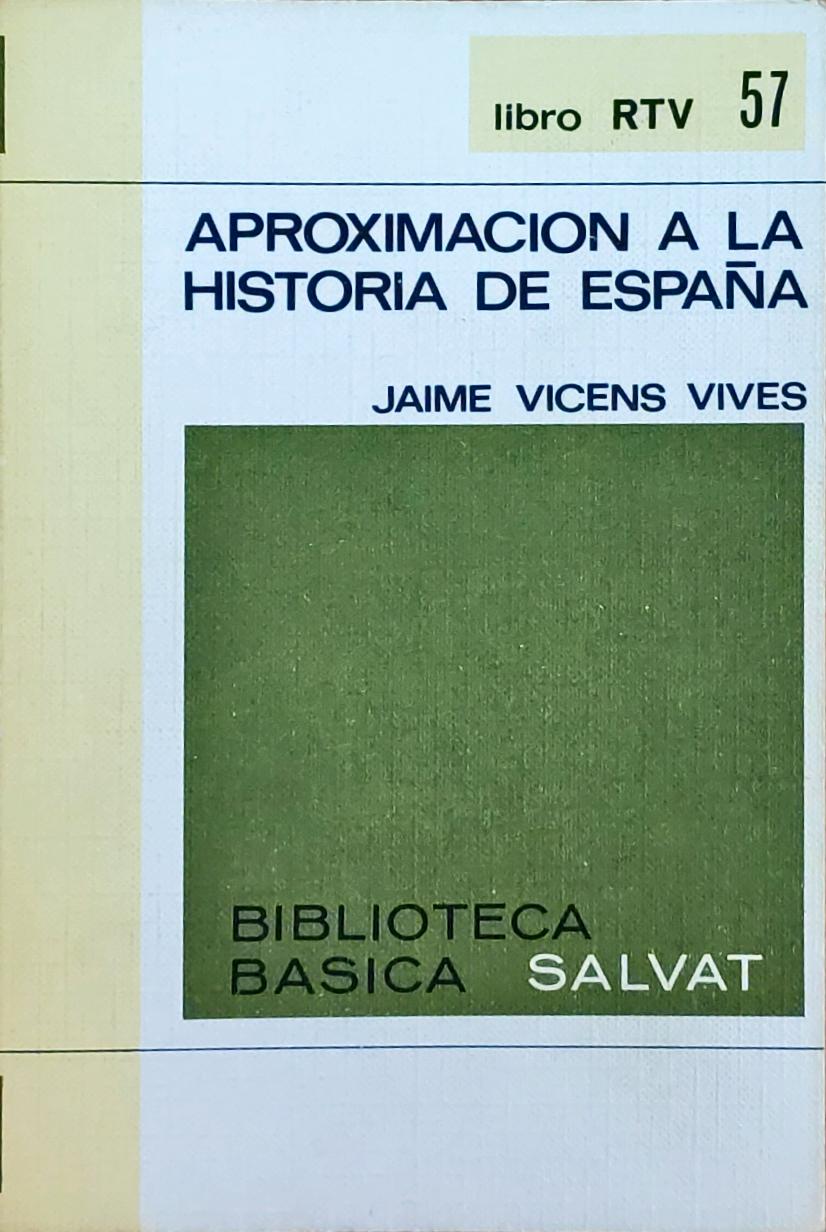 libro RTV 57
APROXIMACION A LA
HISTORIA DE ESPAÑA
JAIME VICENS VIVES
BIBLIOTECA
BASICA SALVAT